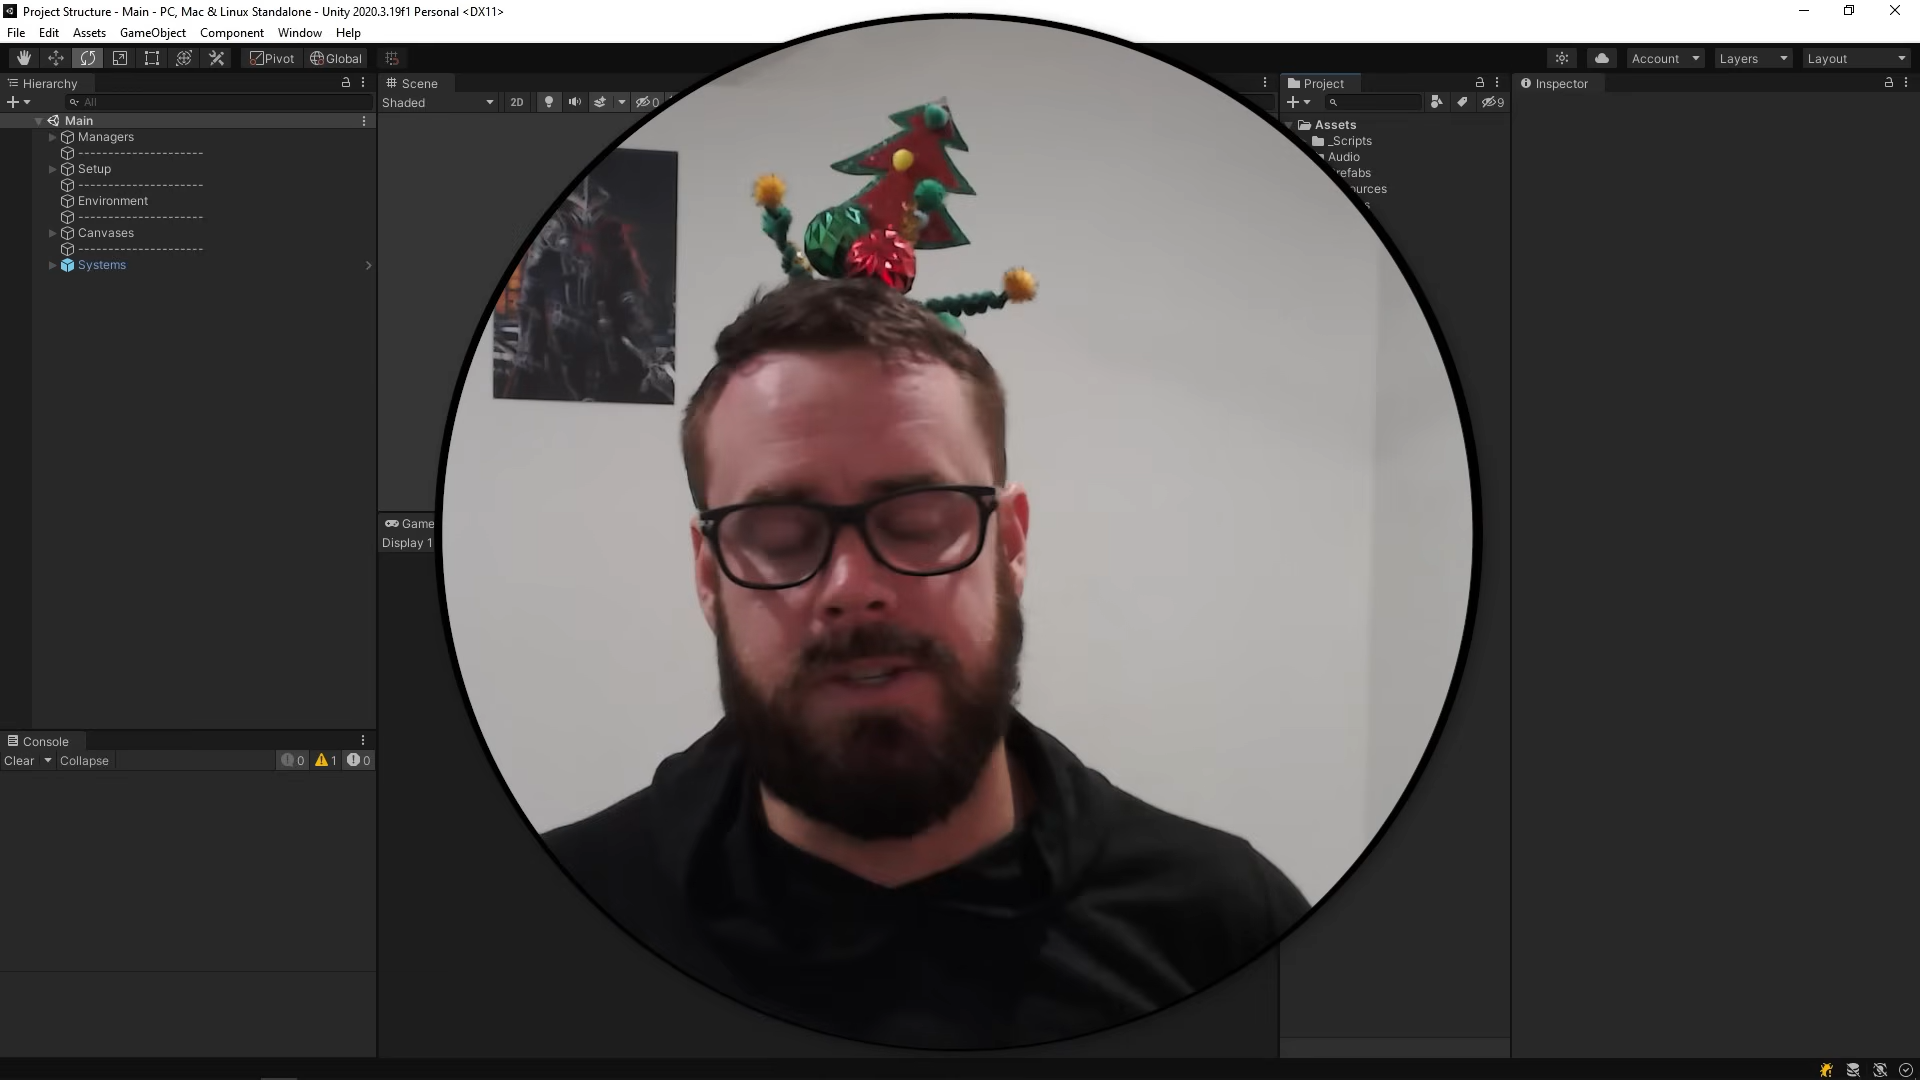 Project Structure - Main - PC, Mac & Linux Standalone - Unity 2020.3.19f1 Personal <DX11>
File Edit Assets GameObject Component Window Help
Pivot Global Account Layers Layout
Hierarchy Scene Project Inspector
All Shaded 2D 0 9
Main
Managers
--------------------
Setup
--------------------
Environment
--------------------
Canvases
--------------------
Systems
Assets
_Scripts
Audio
Game
Display 1
Console
Clear Collapse 0 1 0